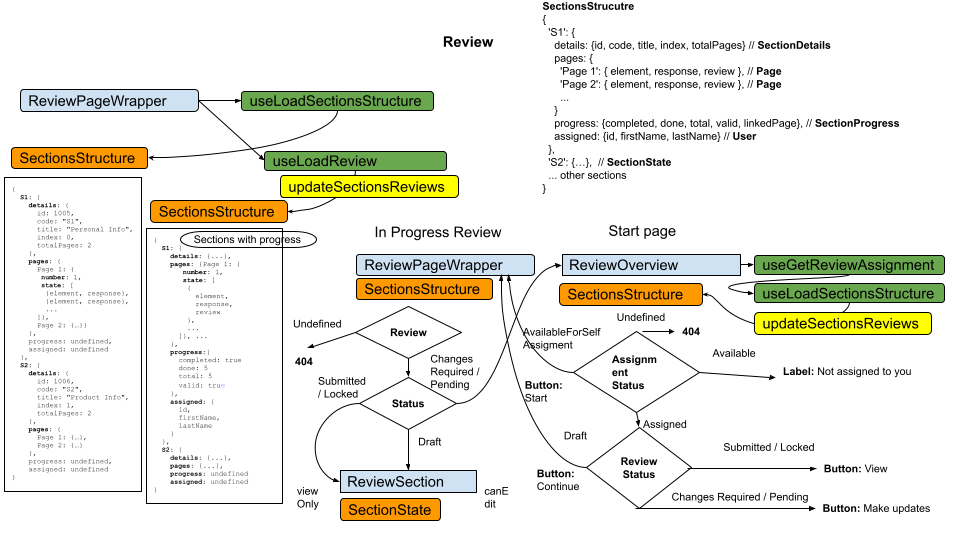 SectionsStrucutre
{
'S1': {
details: {id, code, title, index, totalPages} // SectionDetails
pages: {
'Page 1': { element, response, review }, // Page
'Page 2': { element, response, review }, // Page
...
}
progress: {completed, done, total, valid, linkedPage}, // SectionProgress
assigned: {id, firstName, lastName} // User
},
'S2': {…}, // SectionState
... other sections
}
Review
ReviewPageWrapper
useLoadSectionsStructure
SectionsStructure
useLoadReview
updateSectionsReviews
SectionsStructure
{
S1: {
details: {
id: 1005,
code: "S1",
title: "Personal Info",
index: 0,
totalPages: 2
},
pages: {
Page 1: {
number: 1,
state: [
{element, response},
{element, response},
...
]},
Page 2: {…}}
},
progress: undefined,
assigned: undefined
},
S2: {
details: {
id: 1006,
code: "S2",
title: "Product Info",
index: 1,
totalPages: 2
},
pages: {
Page 1: {…},
Page 2: {…}
},
progress: undefined,
assigned: undefined
}
Sections with progress
{
S1: {
details: {...},
pages: {Page 1: {
number: 1,
state: [
{
element,
response,
review
},
...
]}, ...
},
progress:{
completed: true
done: 5
total: 5
valid: true
},
assigned: {
id,
firstName,
lastName
}
},
S2: {
details: {...},
pages: {...},
progress: undefined
assigned: undefined
}
In Progress Review
ReviewPageWrapper
SectionsStructure
Undefined
Review
404
Changes
Required /
Pending
Submitted
/ Locked
Status
Draft
ReviewSection
view
Only
canE
dit
SectionState
Start page
ReviewOverview
useGetReviewAssignment
SectionsStructure
useLoadSectionsStructure
updateSectionsReviews
Undefined
404
AvailableForSelf
Assigment
Available
Assignm
ent
Status
Label: Not assigned to you
Button:
Start
Assigned
Draft
Review
Status
Submitted / Locked
Button: View
Button:
Continue
Changes Required / Pending
Button: Make updates